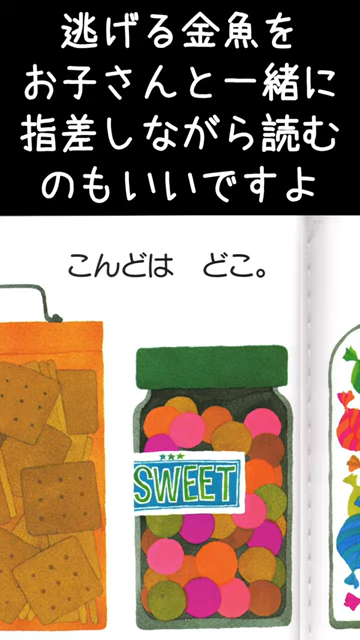 逃げる金魚を
お子さんと一緒に
指差しながら読む
のもいいですよ
こんどは　どこ。
SWEET